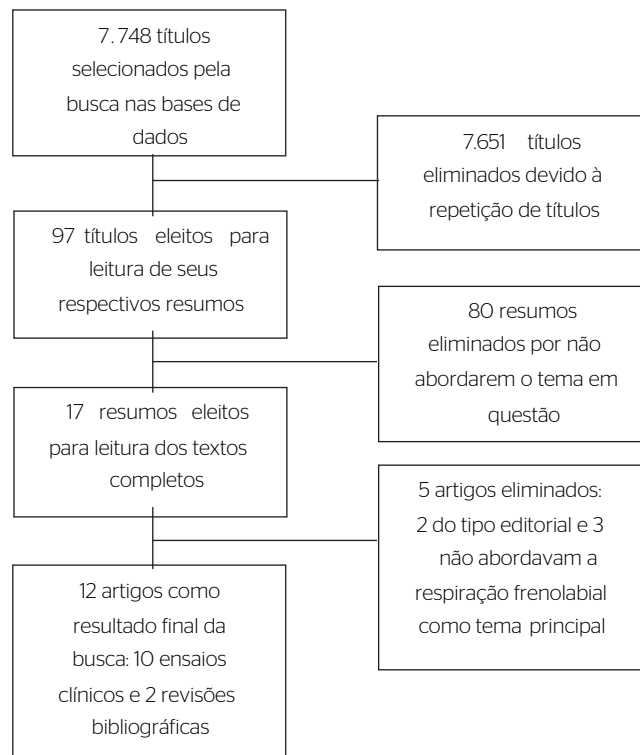 7.748 títulos
selecionados pela
busca nas bases de
dados
7.651 títulos
eliminados devido à
repetição de títulos
97 títulos eleitos para
leitura de seus
respectivos resumos
80 resumos
eliminados por não
abordarem o tema em
questão
17 resumos eleitos
para leitura dos textos
completos
5 artigos eliminados:
2 do tipo editorial e 3
não abordavam a
respiração frenolabial
como tema principal
12 artigos como
resultado final da
busca: 10 ensaios
clínicos e 2 revisões
bibliográficas